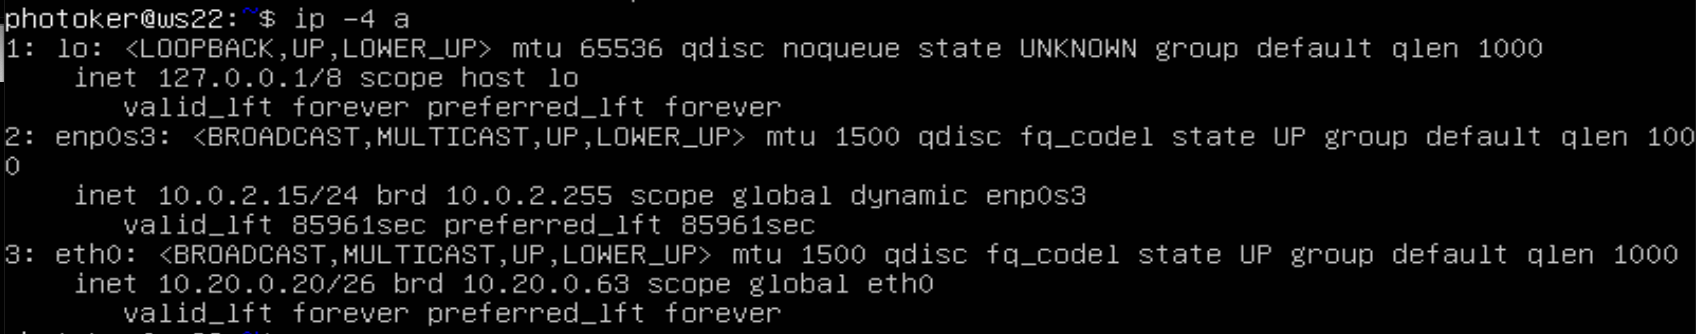 photoker@ws22:~$ ip -4 a
1: lo: <LOOPBACK,UP,LOWER_UP> mtu 65536 qdisc noqueue state UNKNOWN group default qlen 1000
    inet 127.0.0.1/8 scope host lo
       valid_lft forever preferred_lft forever
2: enp0s3: <BROADCAST,MULTICAST,UP,LOWER_UP> mtu 1500 qdisc fq_codel state UP group default qlen 100
0
    inet 10.0.2.15/24 brd 10.0.2.255 scope global dynamic enp0s3
       valid_lft 85961sec preferred_lft 85961sec
3: eth0: <BROADCAST,MULTICAST,UP,LOWER_UP> mtu 1500 qdisc fq_codel state UP group default qlen 1000
    inet 10.20.0.20/26 brd 10.20.0.63 scope global eth0
       valid_lft forever preferred_lft forever